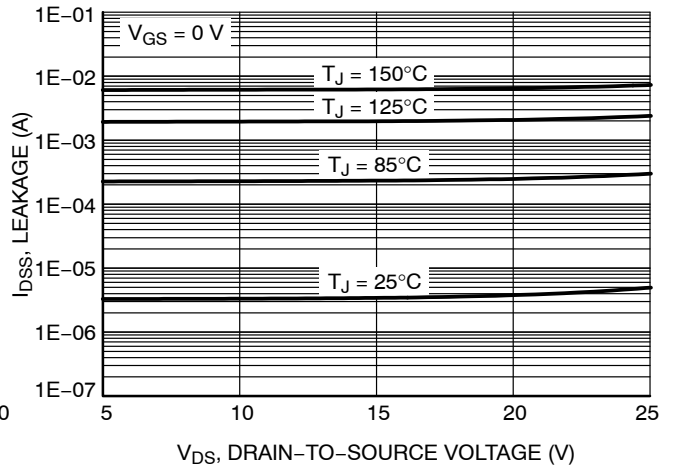 1E−01
V_GS = 0 V
1E−02
T_J = 150°C
T_J = 125°C
1E−03
T_J = 85°C
1E−04
1E−05
T_J = 25°C
1E−06
1E−07
0
5 10 15 20 25
V_DS, DRAIN−TO−SOURCE VOLTAGE (V)
I_DSS, LEAKAGE (A)